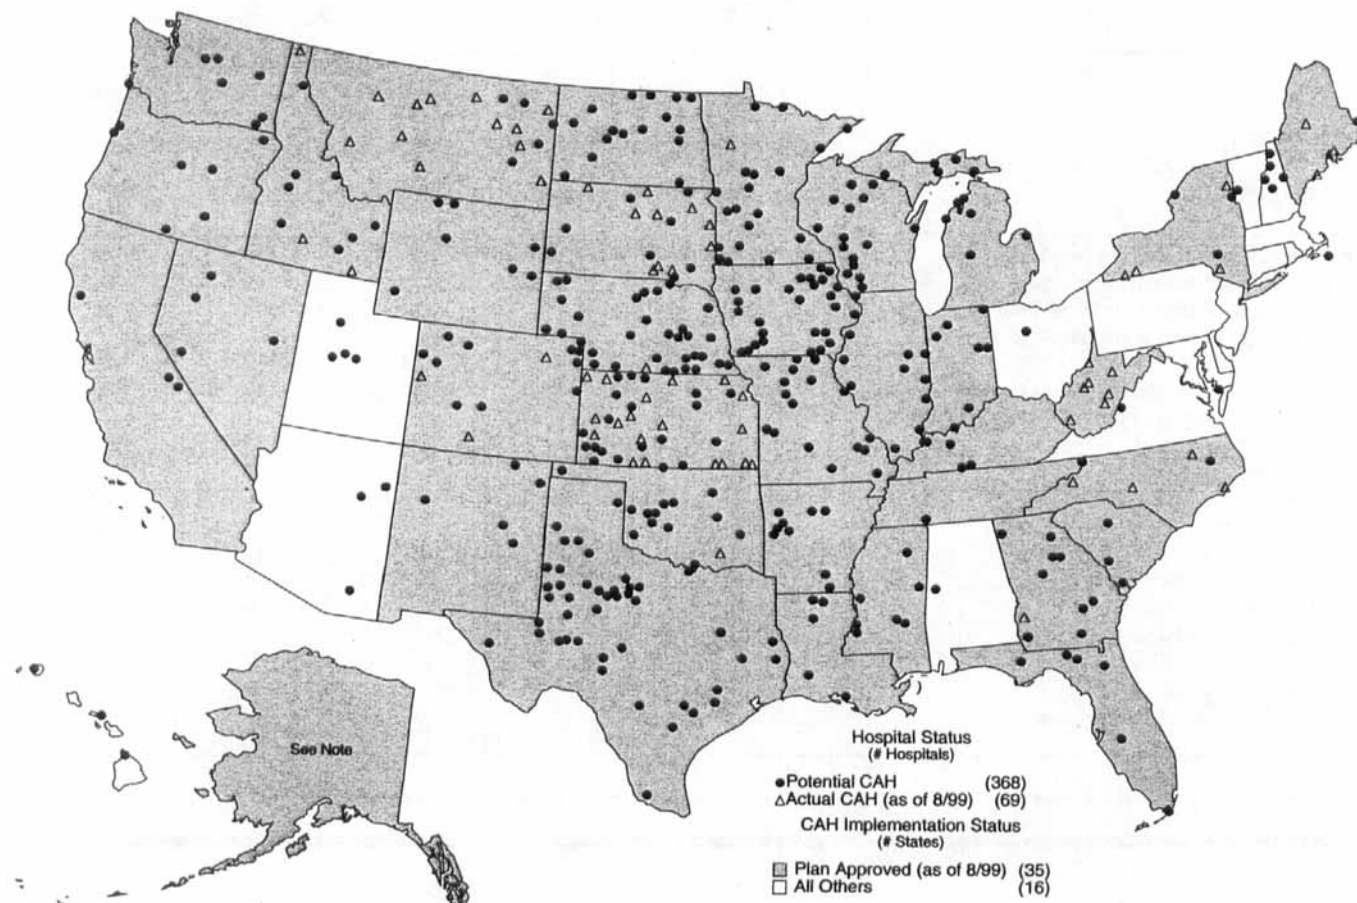 See Note
Hospital Status
(# Hospitals)
●Potential CAH (368)
△Actual CAH (as of 8/99) (69)
CAH Implementation Status
(# States)
Plan Approved (as of 8/99) (35)
All Others (16)